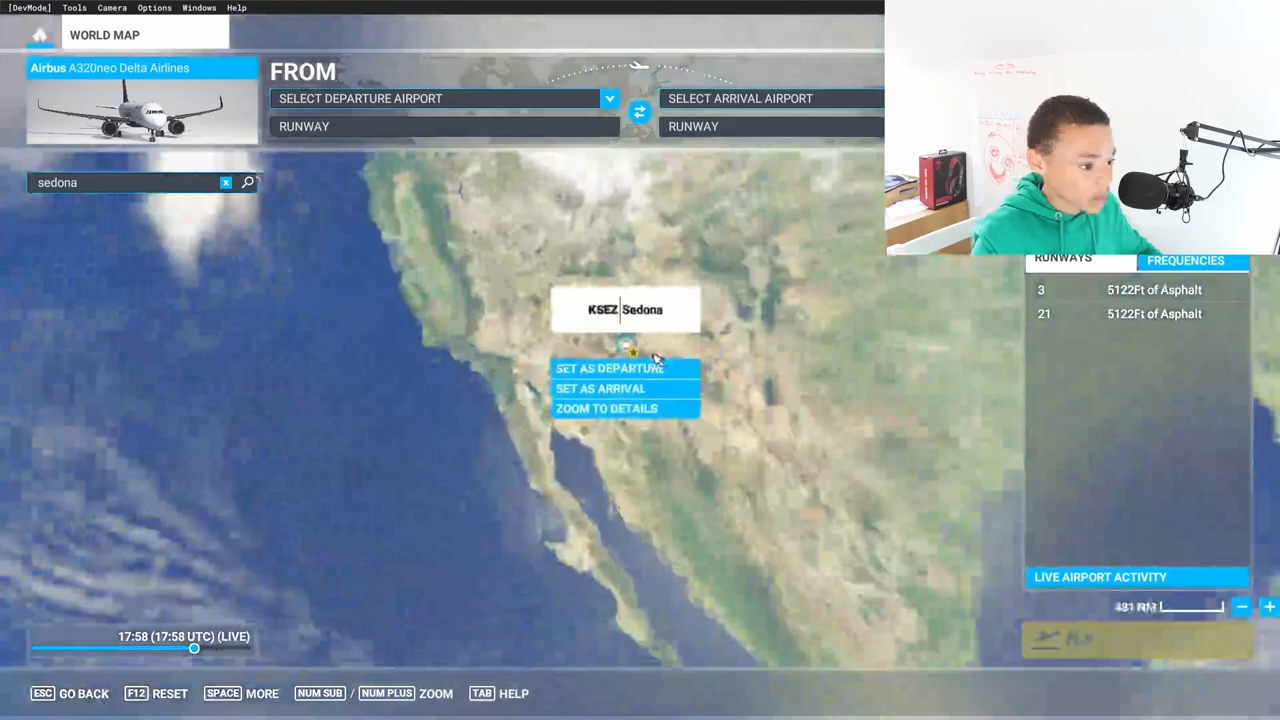 [DevMode] Tools Camera Options Windows Help
WORLD MAP
Airbus A320neo Delta Airlines
FROM
SELECT DEPARTURE AIRPORT
SELECT ARRIVAL AIRPORT
RUNWAY
RUNWAY
sedona
x
KSEZ Sedona
SET AS DEPARTURE
SET AS ARRIVAL
ZOOM TO DETAILS
RUNWAYS
FREQUENCIES
3 5122Ft of Asphalt
21 5122Ft of Asphalt
LIVE AIRPORT ACTIVITY
17:58 (17:58 UTC) (LIVE)
ESC GO BACK F12 RESET SPACE MORE NUM SUB / NUM PLUS ZOOM TAB HELP